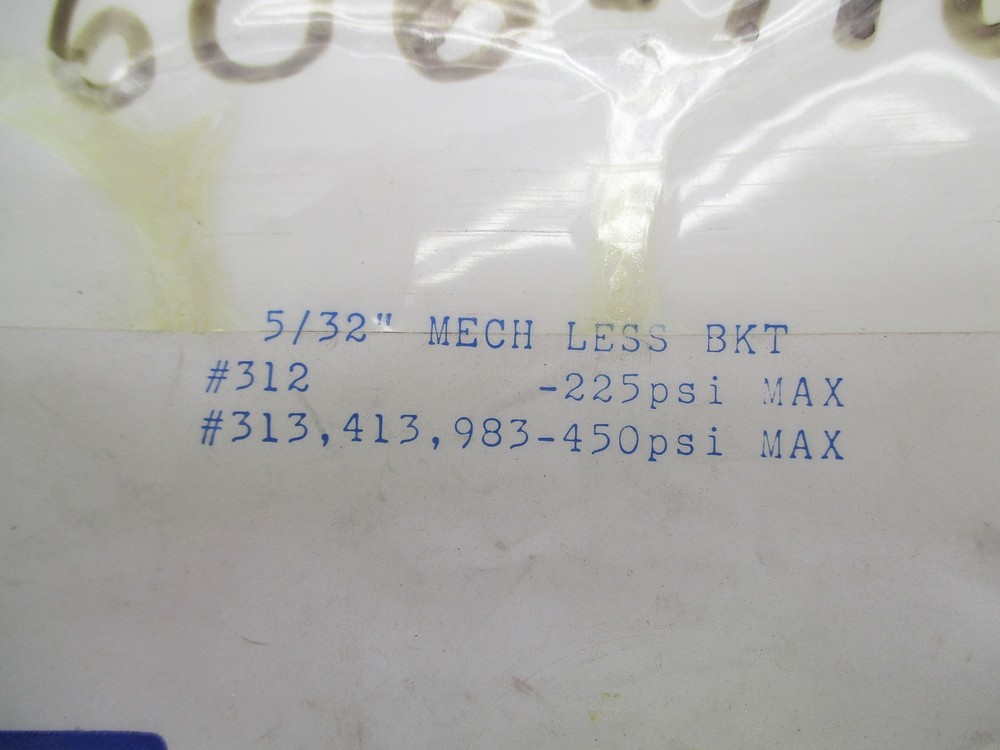 5/32" MECH LESS BKT
#312 -225psi MAX
#313,413,983-450psi MAX